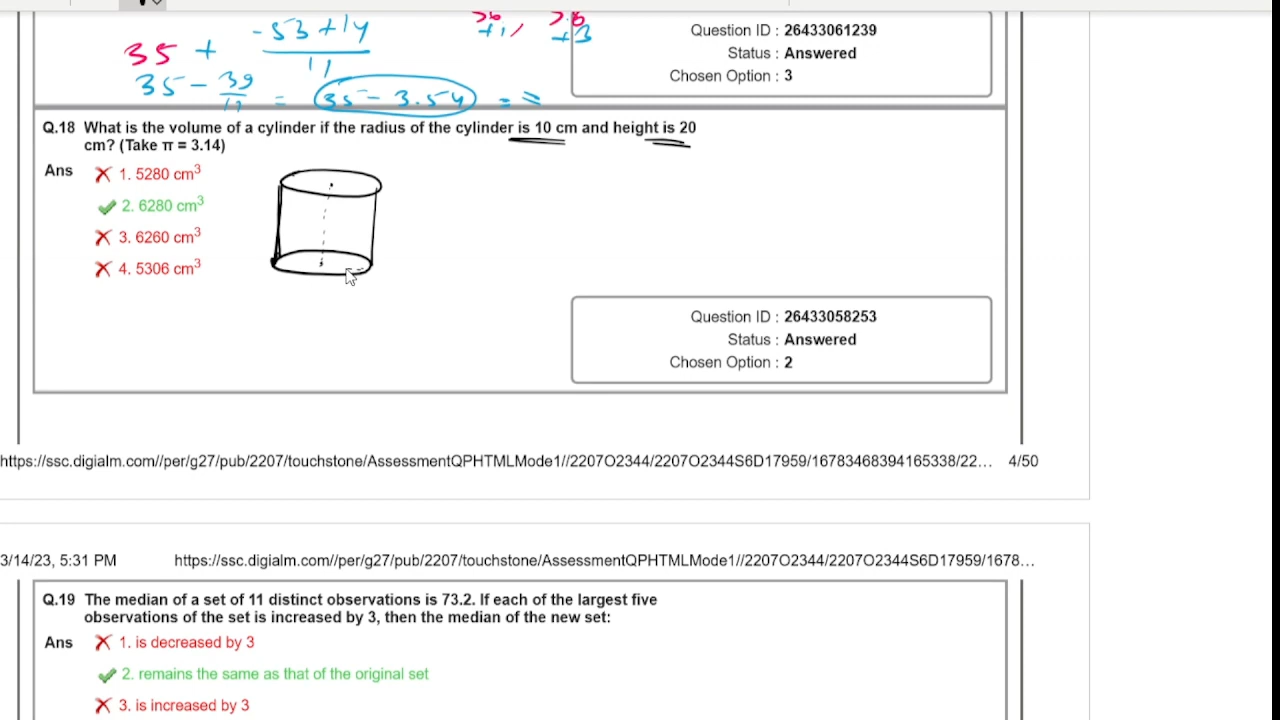 35 + -53+14
11
35 - 39 = 35 - 3.54 = =
+1, +3
Question ID : 26433061239
Status : Answered
Chosen Option : 3
Q.18 What is the volume of a cylinder if the radius of the cylinder is 10 cm and height is 20
cm? (Take π = 3.14)
Ans 1. 5280 cm³
2. 6280 cm³
3. 6260 cm³
4. 5306 cm³
Question ID : 26433058253
Status : Answered
Chosen Option : 2
https://ssc.digialm.com//per/g27/pub/2207/touchstone/AssessmentQPHTMLMode1//2207O2344/2207O2344S6D17959/16783468394165338/22... 4/50
3/14/23, 5:31 PM https://ssc.digialm.com//per/g27/pub/2207/touchstone/AssessmentQPHTMLMode1//2207O2344/2207O2344S6D17959/1678...
Q.19 The median of a set of 11 distinct observations is 73.2. If each of the largest five
observations of the set is increased by 3, then the median of the new set:
Ans 1. is decreased by 3
2. remains the same as that of the original set
3. is increased by 3